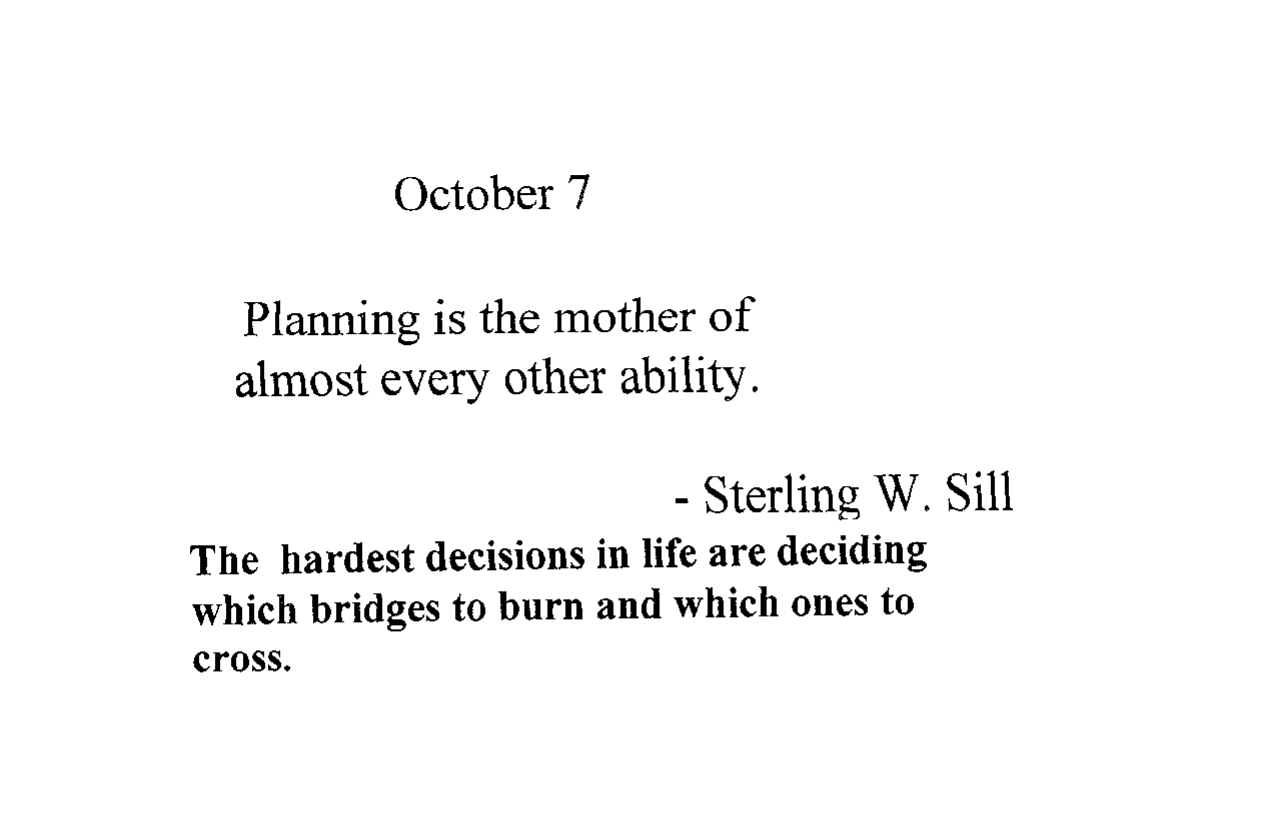 October 7
Planning is the mother of
almost every other ability.
- Sterling W. Sill
The hardest decisions in life are deciding
which bridges to burn and which ones to
cross.